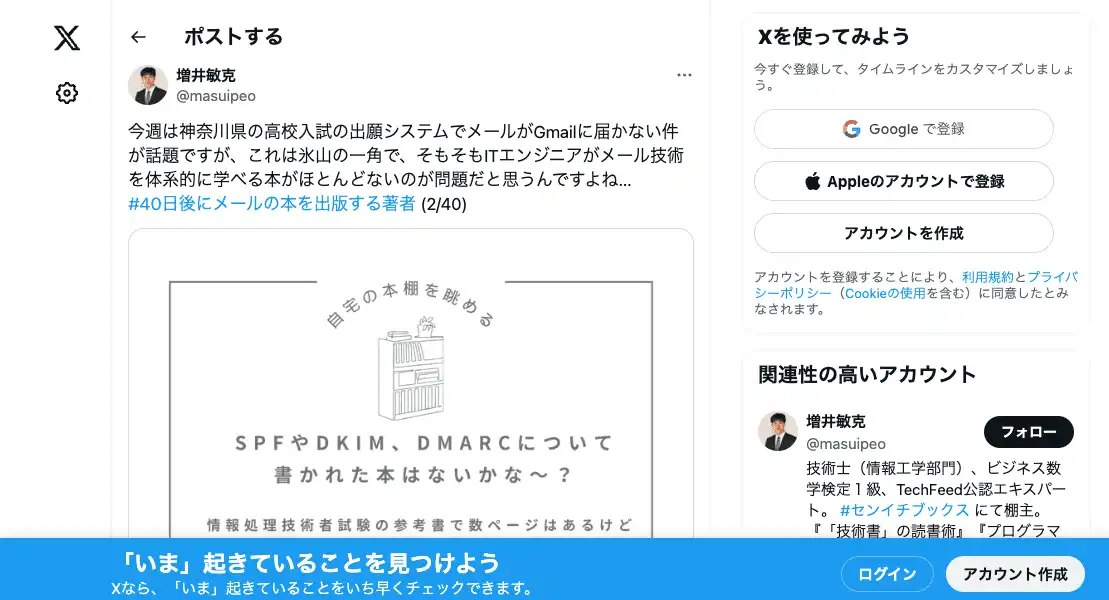 ポストする
増井敏克
@masuipeo
今週は神奈川県の高校入試の出願システムでメールがGmailに届かない件
が話題ですが、これは氷山の一角で、そもそもITエンジニアがメール技術
を体系的に学べる本がほとんどないのが問題だと思うんですよね...
#40日後にメールの本を出版する著者 (2/40)
自宅の本棚を眺める
SPFやDKIM、DMARCについて
書かれた本はないかな〜？
情報処理技術者試験の参考書で数ページはあるけど
Xを使ってみよう
今すぐ登録して、タイムラインをカスタマイズしましょ
う。
Google で登録
Appleのアカウントで登録
アカウントを作成
アカウントを登録することにより、利用規約とプライバ
シーポリシー（Cookieの使用を含む）に同意したとみ
なされます。
関連性の高いアカウント
増井敏克
@masuipeo
フォロー
技術士（情報工学部門）、ビジネス数
学検定１級、TechFeed公認エキスパー
ト。 #センイチブックス にて棚主。
『「技術書」の読書術』『プログラマ
「いま」起きていることを見つけよう
Xなら、「いま」起きていることをいち早くチェックできます。
ログイン
アカウント作成